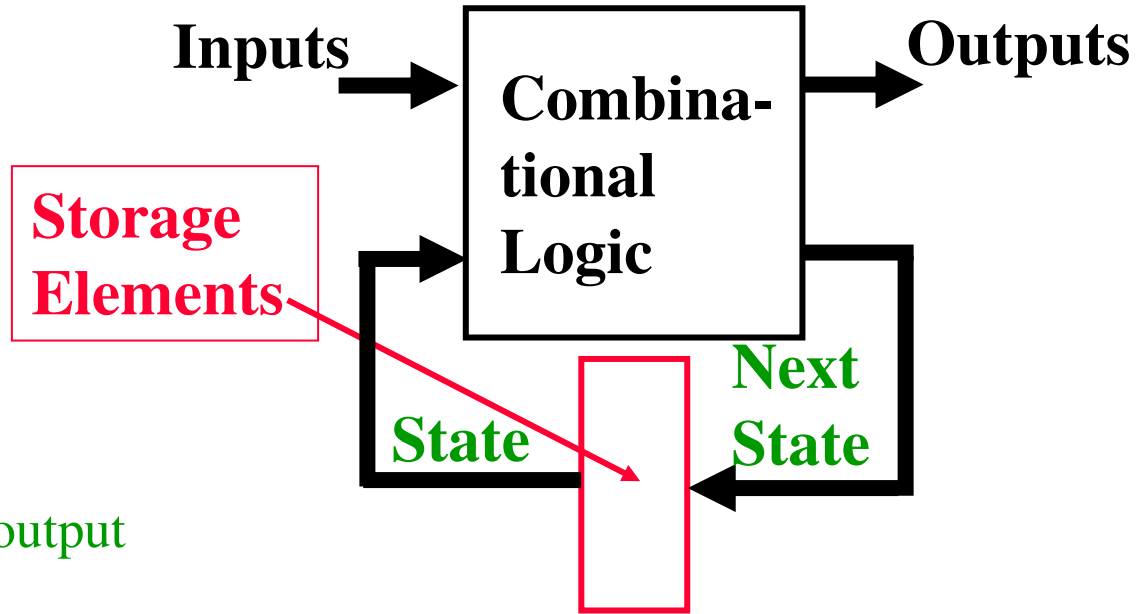 Inputs
Outputs
Combina-
tional
Logic
Storage
Elements
Next
State
State
output